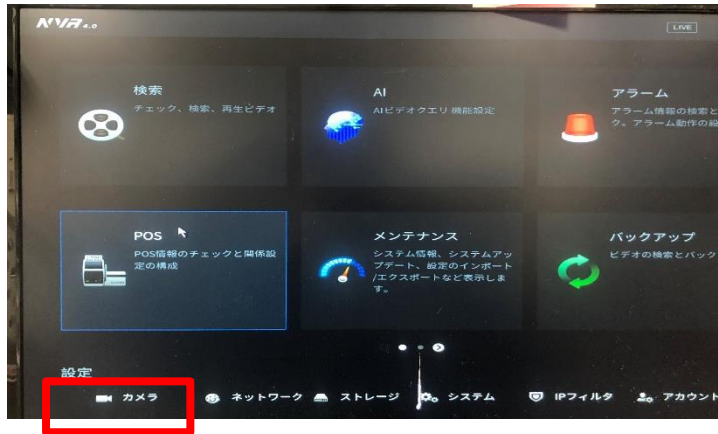 NVR 4.0
LIVE
検索
チェック、検索、再生ビデオ
AI
AIビデオクエリ 機能設定
アラーム
アラーム情報の検索と
ク。アラーム動作の設
POS
POS情報のチェックと関係設
定の構成
メンテナンス
システム情報、システムアッ
プデート、設定のインポート
/エクスポートなど表示しま
す。
バックアップ
ビデオの検索とバック
設定
カメラ
ネットワーク
ストレージ
システム
IPフィルタ
アカウント